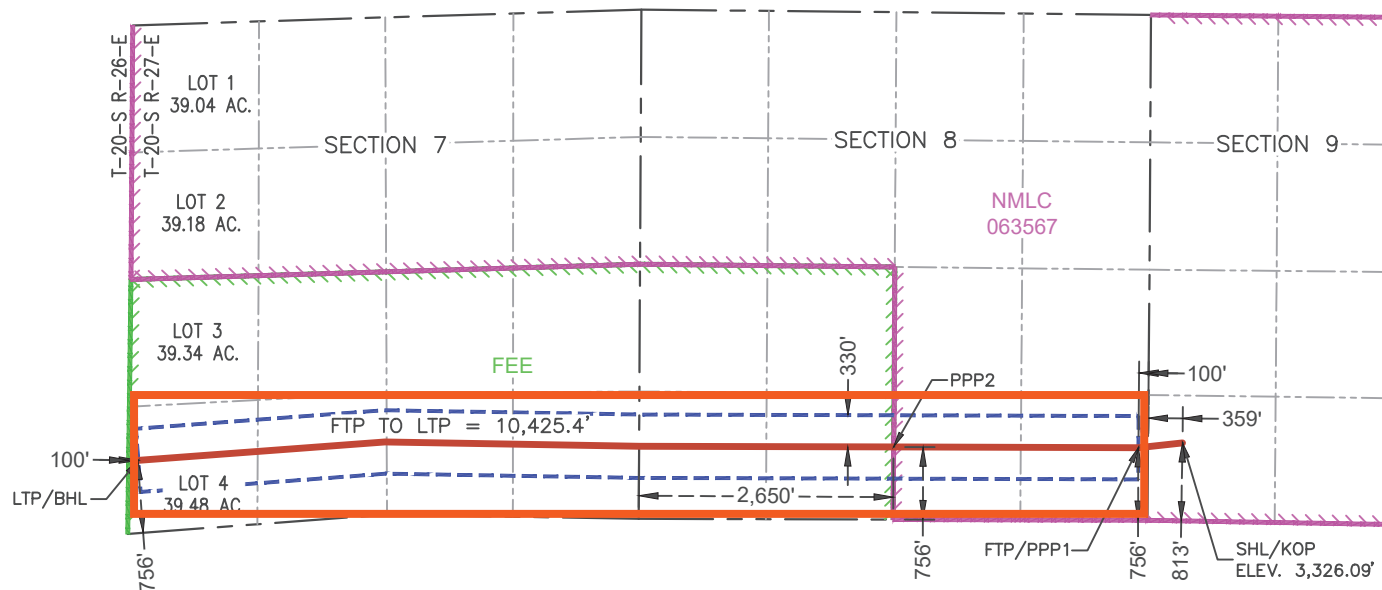 T-20-S R-26-E
T-20-S R-27-E
LOT 1
39.04 AC.
SECTION 7
SECTION 8
SECTION 9
LOT 2
39.18 AC.
NMLC
063567
LOT 3
39.34 AC.
FEE
330'
PPP2
100'
359'
FTP TO LTP = 10,425.4'
100'
LTP/BHL
LOT 4
39.48 AC.
2,650'
756'
756'
FTP/PPP1
756'
813'
SHL/KOP
ELEV. 3,326.09'